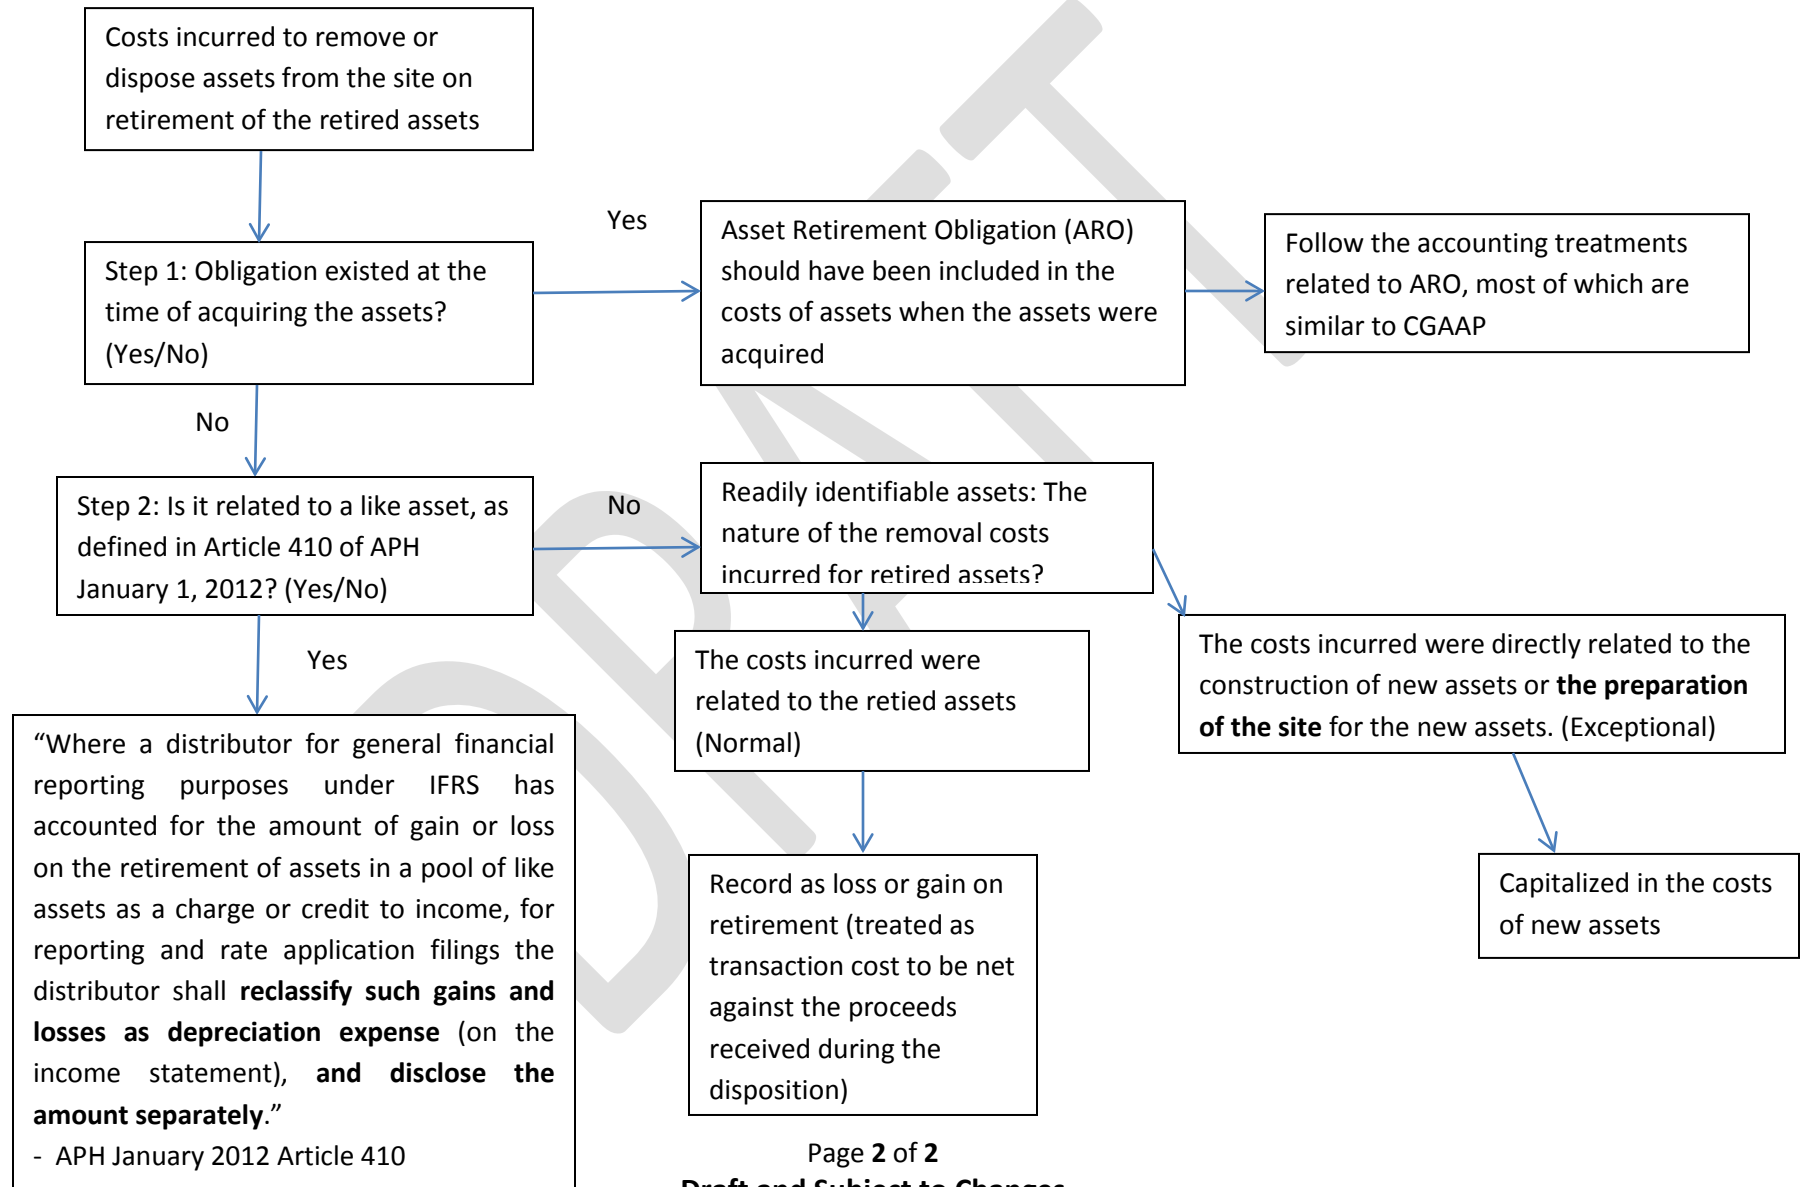 Costs incurred to remove or
dispose assets from the site on
retirement of the retired assets
Yes
Step 1: Obligation existed at the
time of acquiring the assets?
(Yes/No)
Asset Retirement Obligation (ARO)
should have been included in the
costs of assets when the assets were
acquired
Follow the accounting treatments
related to ARO, most of which are
similar to CGAAP
No
Step 2: Is it related to a like asset, as
defined in Article 410 of APH
January 1, 2012? (Yes/No)
No
Readily identifiable assets: The
nature of the removal costs
incurred for retired assets?
Yes
The costs incurred were
related to the retied assets
(Normal)
The costs incurred were directly related to the
construction of new assets or the preparation
of the site for the new assets. (Exceptional)
“Where a distributor for general financial
reporting purposes under IFRS has
accounted for the amount of gain or loss
on the retirement of assets in a pool of like
assets as a charge or credit to income, for
reporting and rate application filings the
distributor shall reclassify such gains and
losses as depreciation expense (on the
income statement), and disclose the
amount separately.”
- APH January 2012 Article 410
Record as loss or gain on
retirement (treated as
transaction cost to be net
against the proceeds
received during the
disposition)
Capitalized in the costs
of new assets
Page 2 of 2
Draft and Subject to Changes
DRAFT